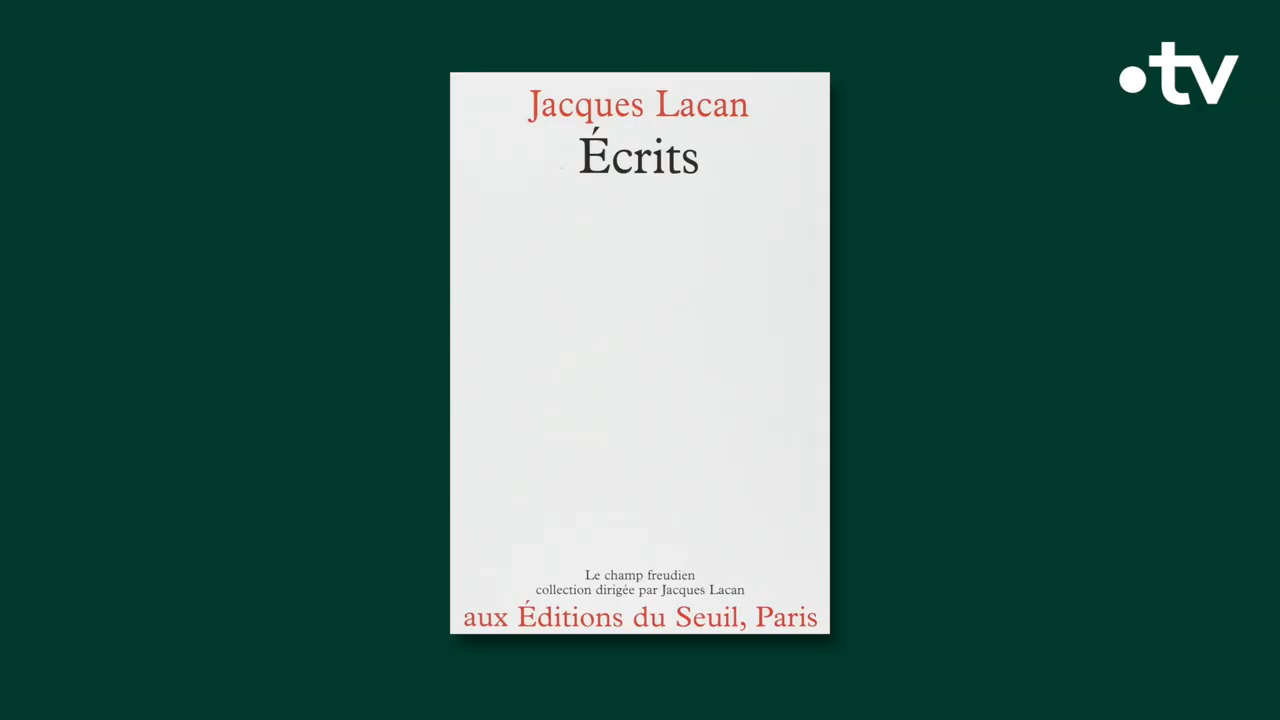 Jacques Lacan
Écrits
Le champ freudien
collection dirigée par Jacques Lacan
aux Éditions du Seuil, Paris
•tv